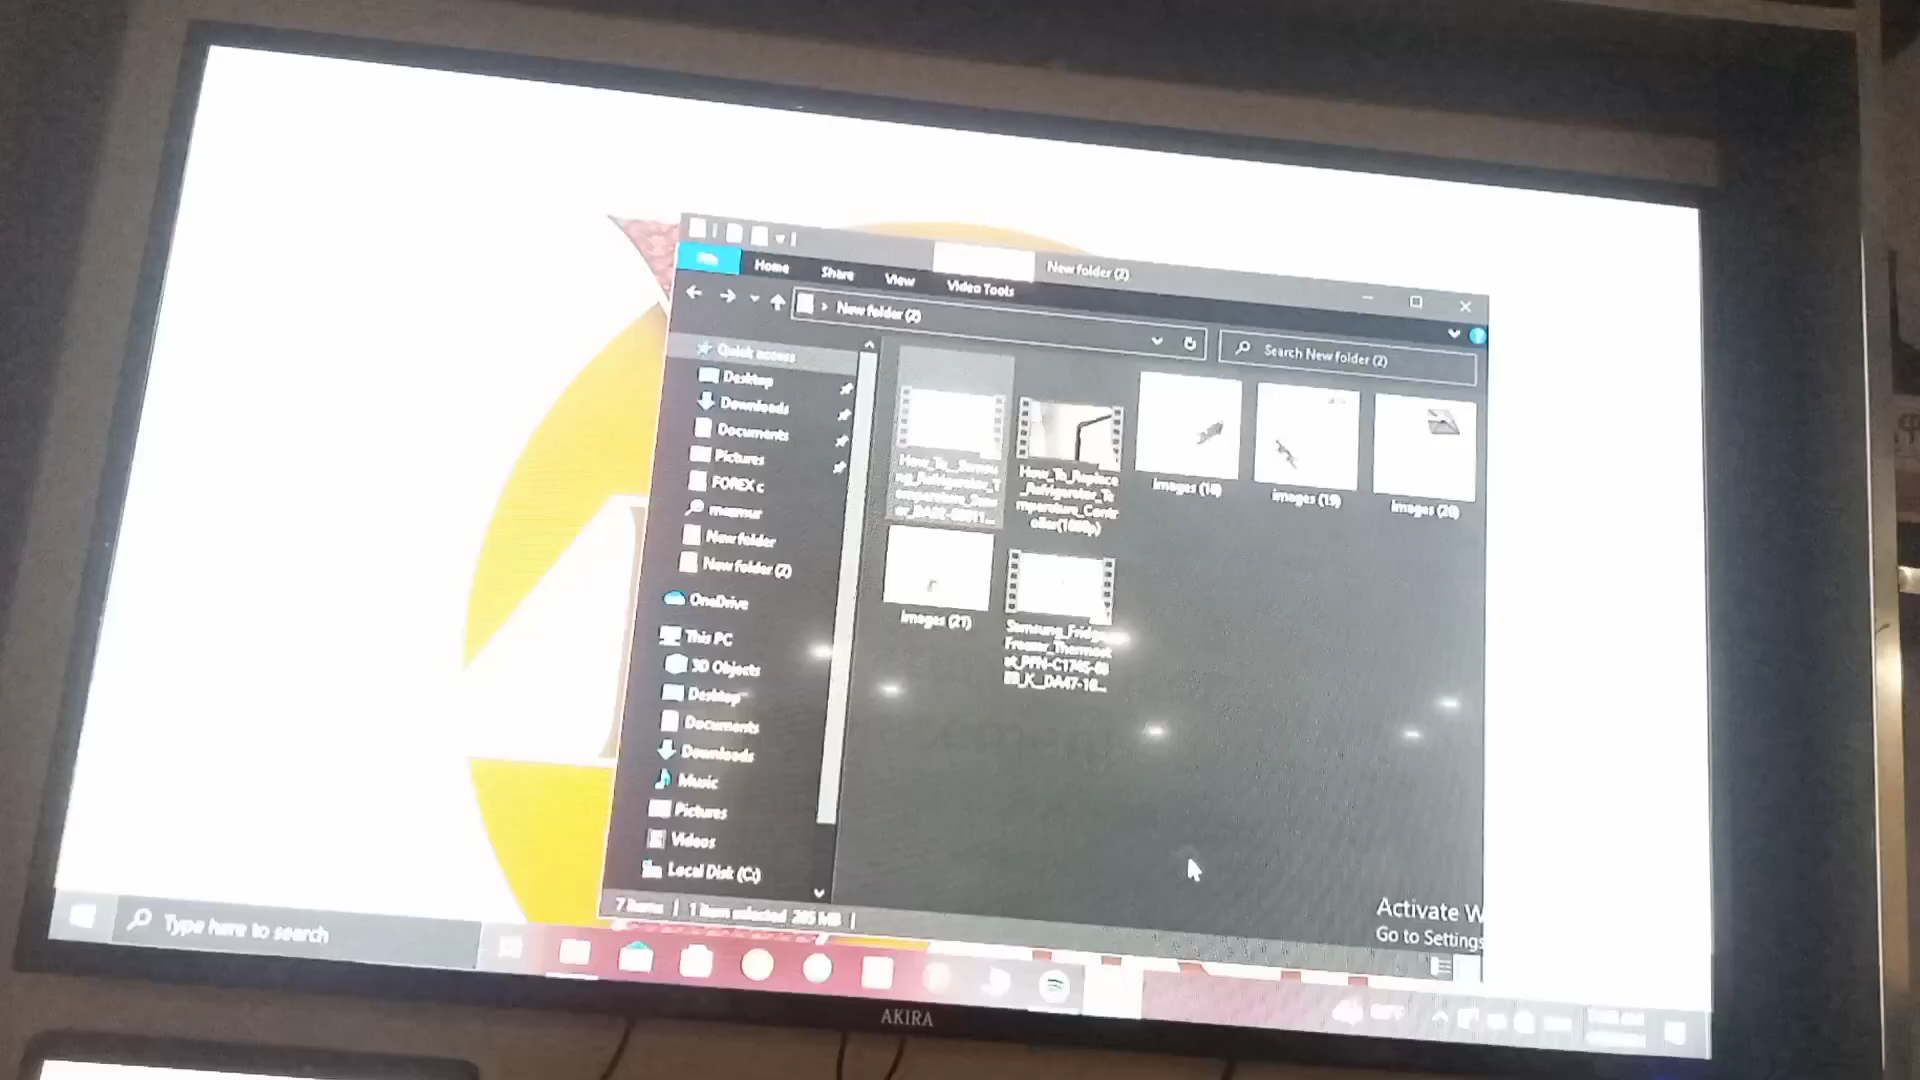 New folder (2)
Home Share View Video Tools
New folder (2)
Search New folder (2)
Quick access
Desktop
Downloads
Documents
Pictures
FOREX c
New folder
New folder (2)
OneDrive
This PC
3D Objects
Desktop
Documents
Downloads
Music
Pictures
Videos
Local Disk (C:)
How_To_Replace
_Refrigerator_Te
mperature_Contr
oller(1080p)
images (18)
images (19)
images (20)
images (21)
Samsung_Fridge_
Freezer_Thermost
7 items 1 item selected 265 MB
Activate W
Go to Settings
Type here to search
AKIRA